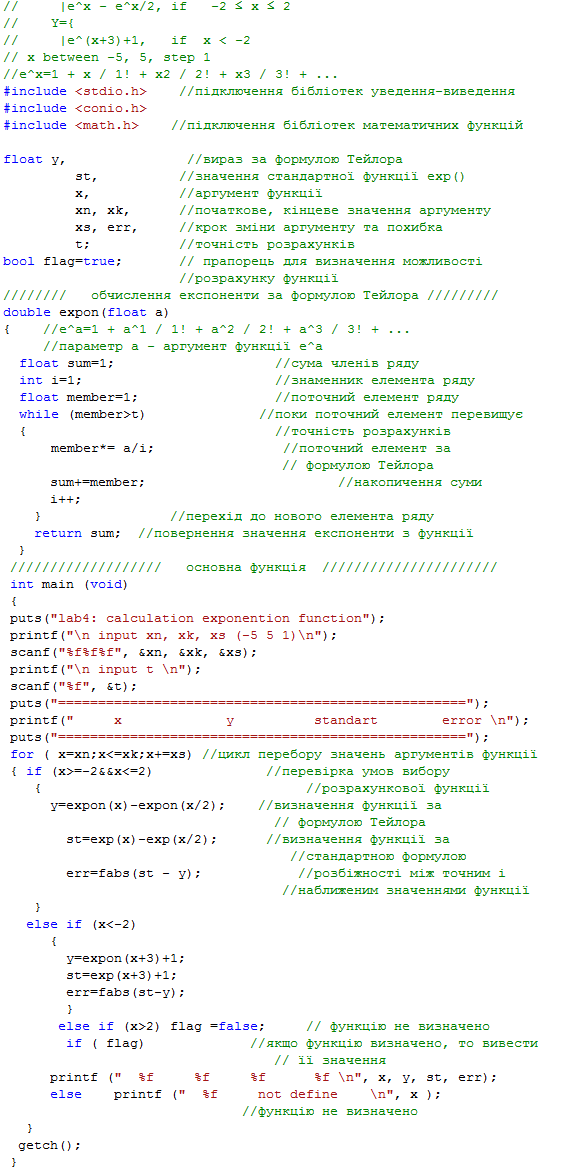 //     |e^x - e^x/2, if   -2 ≤ x ≤ 2
//    Y={
//     |e^(x+3)+1,   if  x < -2
// x between -5, 5, step 1
//e^x=1 + x / 1! + x2 / 2! + x3 / 3! + ...
#include <stdio.h>    //підключення бібліотек уведення-виведення
#include <conio.h>
#include <math.h>    //підключення бібліотек математичних функцій
float y,               //вираз за формулою Тейлора
st,          //значення стандартної функції exp()
x,           //аргумент функції
xn, xk,      //початкове, кінцеве значення аргументу
xs, err,     //крок зміни аргументу та похибка
t;           //точність розрахунків
bool flag=true;       // прапорець для визначення можливості
//розрахунку функції
////////   обчислення експоненти за формулою Тейлора /////////
double expon(float a)
{    //e^a=1 + a^1 / 1! + a^2 / 2! + a^3 / 3! + ...
//параметр a - аргумент функції e^a
float sum=1;                    //сума членів ряду
int i=1;                        //знаменник елемента ряду
float member=1;                 //поточний елемент ряду
while (member>t)              //поки поточний елемент перевищує
{                               //точність розрахунків
member*= a/i;                //поточний елемент за
// формулою Тейлора
sum+=member;                        //накопичення суми
i++;
}                //перехід до нового елемента ряду
return sum;  //повернення значення експоненти з функції
}
///////////////////   основна функція  //////////////////////
int main (void)
{
puts("lab4: calculation exponention function");
printf("\n input xn, xk, xs (-5 5 1)\n");
scanf("%f%f%f", &xn, &xk, &xs);
printf("\n input t \n");
scanf("%f", &t);
puts("===================================================");
printf("     x             y          standart        error \n");
puts("===================================================");
for ( x=xn;x<=xk;x+=xs) //цикл перебору значень аргументів функції
{ if (x>=-2&&x<=2)              //перевірка умов вибору
{                                 //розрахункової функції
y=expon(x)-expon(x/2);    //визначення функції за
// формулою Тейлора
st=exp(x)-exp(x/2);      //визначення функції за
//стандартною формулою
err=fabs(st - y);            //розбіжності між точним і
//наближеним значеннями функції
}
else if (x<-2)
{
y=expon(x+3)+1;
st=exp(x+3)+1;
err=fabs(st-y);
}
else if (x>2) flag =false;     // функцію не визначено
if ( flag)             //якщо функцію визначено, то вивести
// її значення
printf ("  %f     %f     %f      %f \n", x, y, st, err);
else    printf ("  %f     not define    \n", x );
//функцію не визначено
}
getch();
}